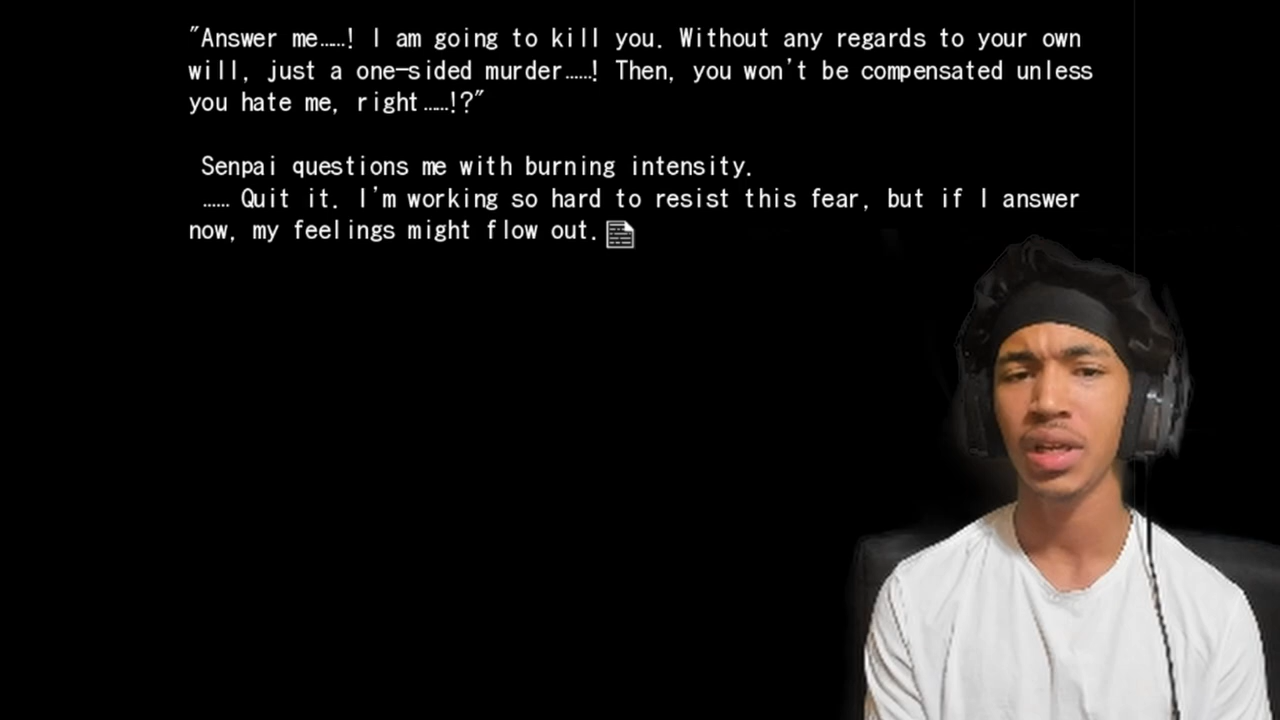 "Answer me……! I am going to kill you. Without any regards to your own
will, just a one—sided murder……! Then, you won't be compensated unless
you hate me, right……!?"
Senpai questions me with burning intensity.
…… Quit it. I'm working so hard to resist this fear, but if I answer
now, my feelings might flow out.